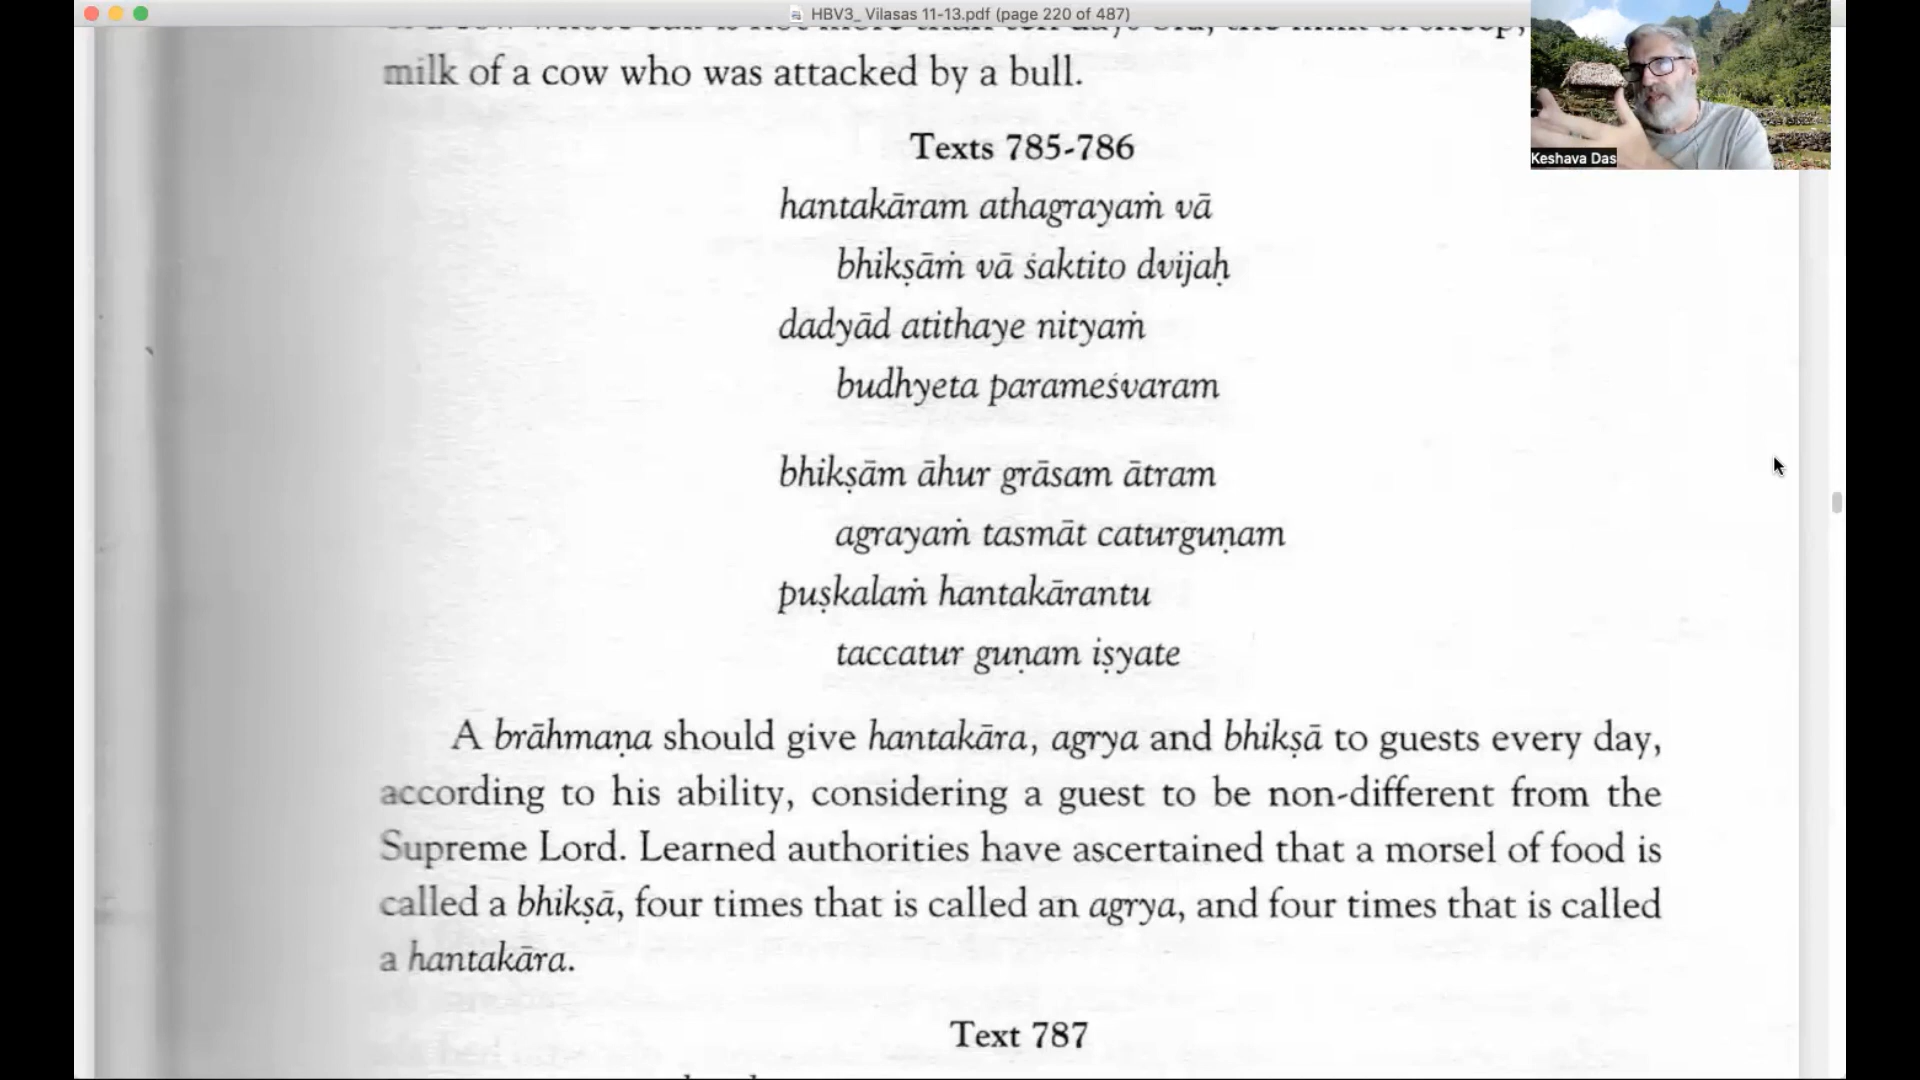 HBV3_ Vilasas 11-13.pdf (page 220 of 487)
milk of a cow who was attacked by a bull.
Keshava Das
Texts 785-786
hantakāram athagrayaṁ vā
bhikṣāṁ vā śaktito dvijaḥ
dadyād atithaye nityaṁ
budhyeta parameśvaram
bhikṣām āhur grāsam ātram
agrayaṁ tasmāt caturguṇam
puṣkalaṁ hantakārantu
taccatur guṇam iṣyate
A brāhmaṇa should give hantakāra, agrya and bhikṣā to guests every day,
according to his ability, considering a guest to be non-different from the
Supreme Lord. Learned authorities have ascertained that a morsel of food is
called a bhikṣā, four times that is called an agrya, and four times that is called
a hantakāra.
Text 787